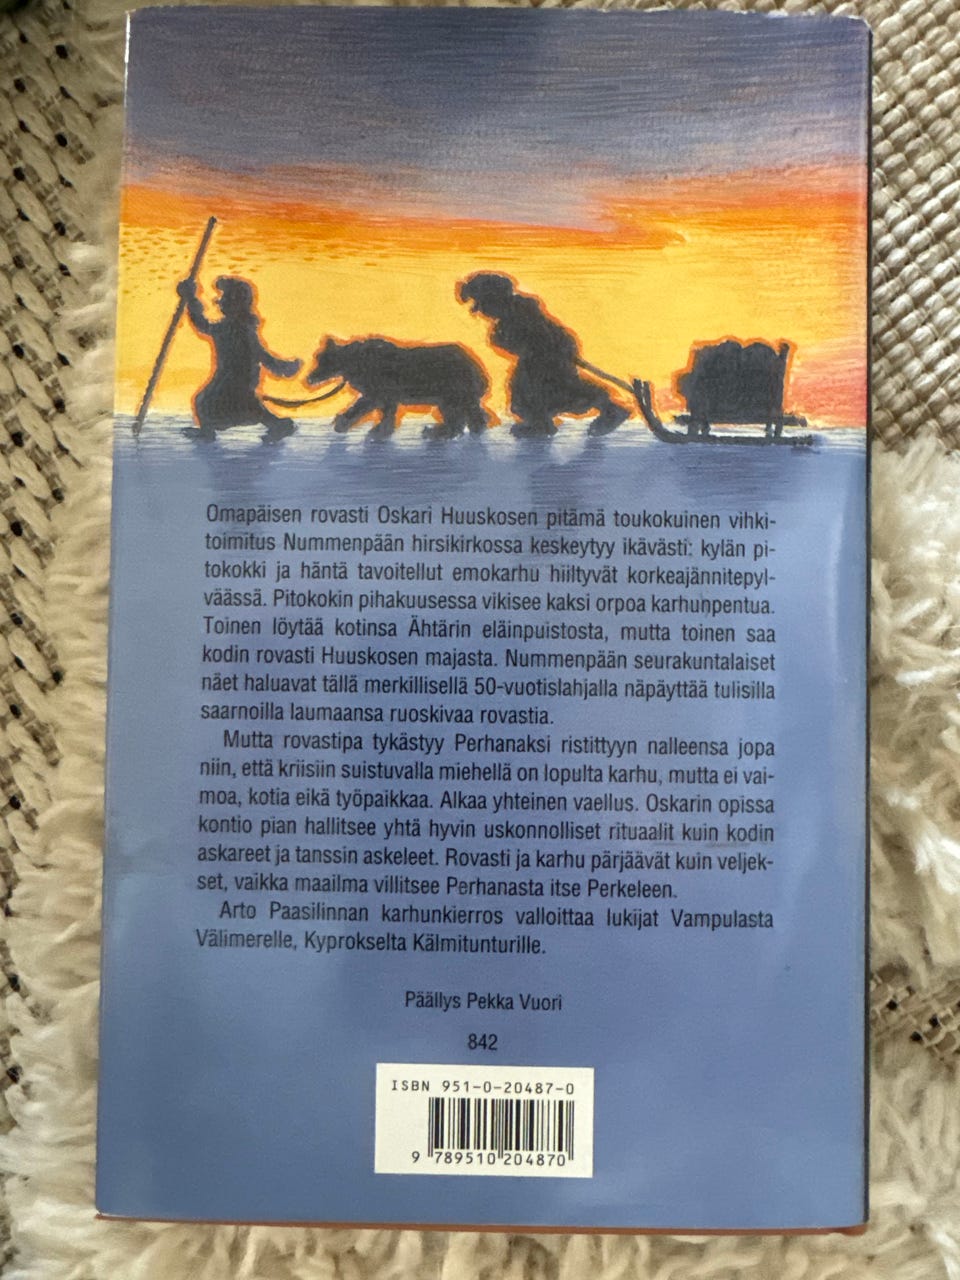 Omapäisen rovasti Oskari Huuskosen pitämä toukokuinen vihki-
toimitus Nummenpään hirsikirkossa keskeytyy ikävästi: kylän pi-
tokokki ja häntä tavoitellut emokarhu hiiltyvät korkeajännitepyl-
väässä. Pitokokin pihakuusessa vikisee kaksi orpoa karhunpentua.
Toinen löytää kotinsa Ähtärin eläinpuistosta, mutta toinen saa
kodin rovasti Huuskosen majasta. Nummenpään seurakuntalaiset
näet haluavat tällä merkillisellä 50-vuotislahjalla näpäyttää tulisilla
saarnoilla laumaansa ruoskivaa rovastia.
Mutta rovastipa tykästyy Perhanaksi ristittyyn nalleensa jopa
niin, että kriisiin suistuvalla miehellä on lopulta karhu, mutta ei vai-
moa, kotia eikä työpaikkaa. Alkaa yhteinen vaellus. Oskarin opissa
kontio pian hallitsee yhtä hyvin uskonnolliset rituaalit kuin kodin
askareet ja tanssin askeleet. Rovasti ja karhu pärjäävät kuin veljek-
set, vaikka maailma villitsee Perhanasta itse Perkeleen.
Arto Paasilinnan karhunkierros valloittaa lukijat Vampulasta
Välimerelle, Kyprokselta Kälmitunturille.
Päällys Pekka Vuori
842
ISBN 951-0-20487-0
9 789510 204870